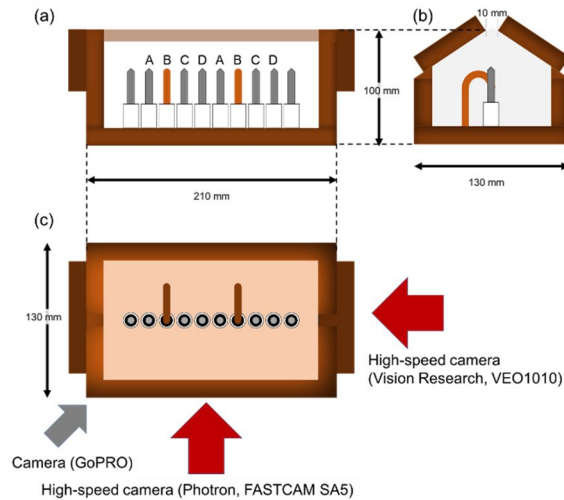 (a)
(b)
10 mm
A B C D A B C D
100 mm
210 mm
130 mm
(c)
130 mm
High-speed camera
(Vision Research, VEO1010)
Camera (GoPRO)
High-speed camera (Photron, FASTCAM SA5)